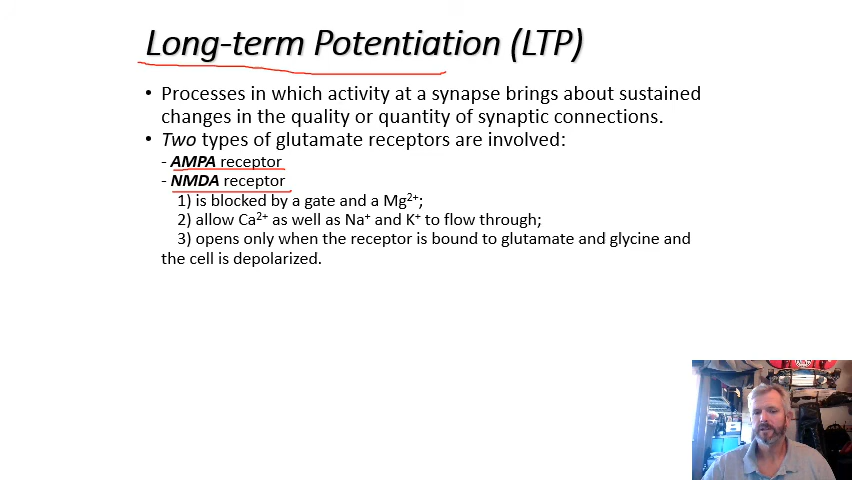 Long-term Potentiation (LTP)
• Processes in which activity at a synapse brings about sustained
changes in the quality or quantity of synaptic connections.
• Two types of glutamate receptors are involved:
- AMPA receptor
- NMDA receptor
1) is blocked by a gate and a Mg²⁺;
2) allow Ca²⁺ as well as Na⁺ and K⁺ to flow through;
3) opens only when the receptor is bound to glutamate and glycine and
the cell is depolarized.